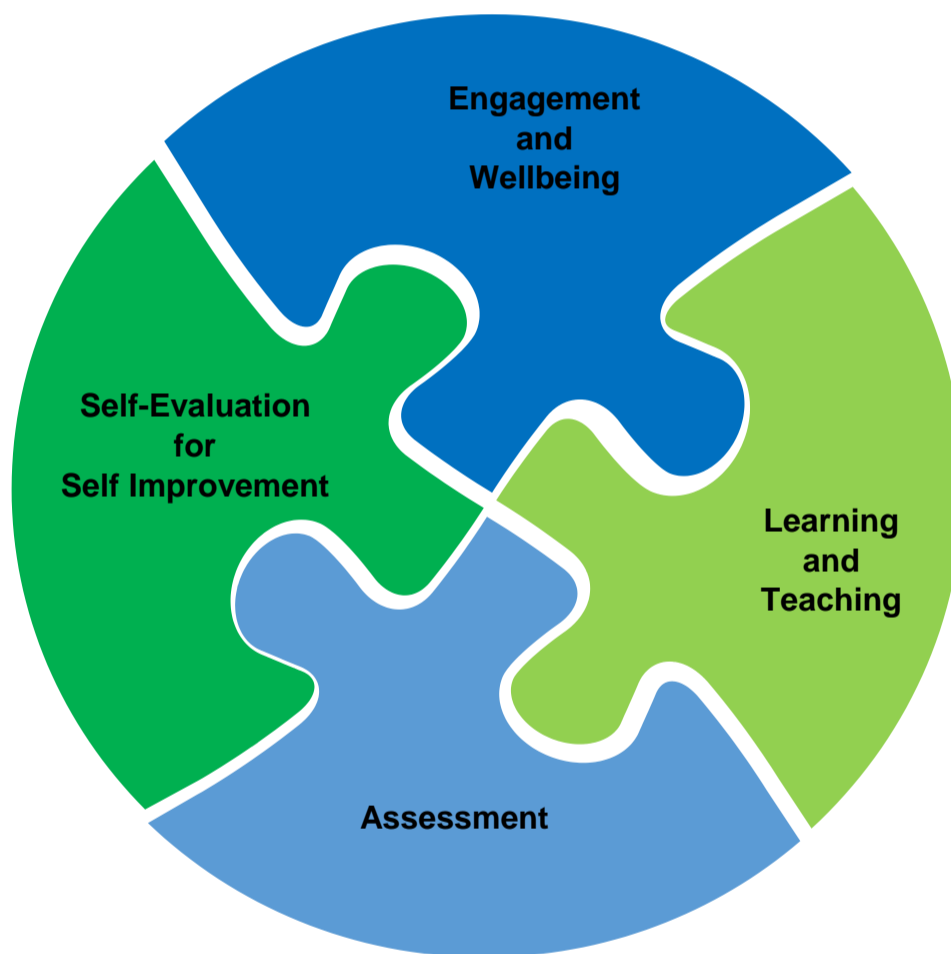 Engagement
and
Wellbeing
Self-Evaluation
for
Self Improvement
Learning
and
Teaching
Assessment